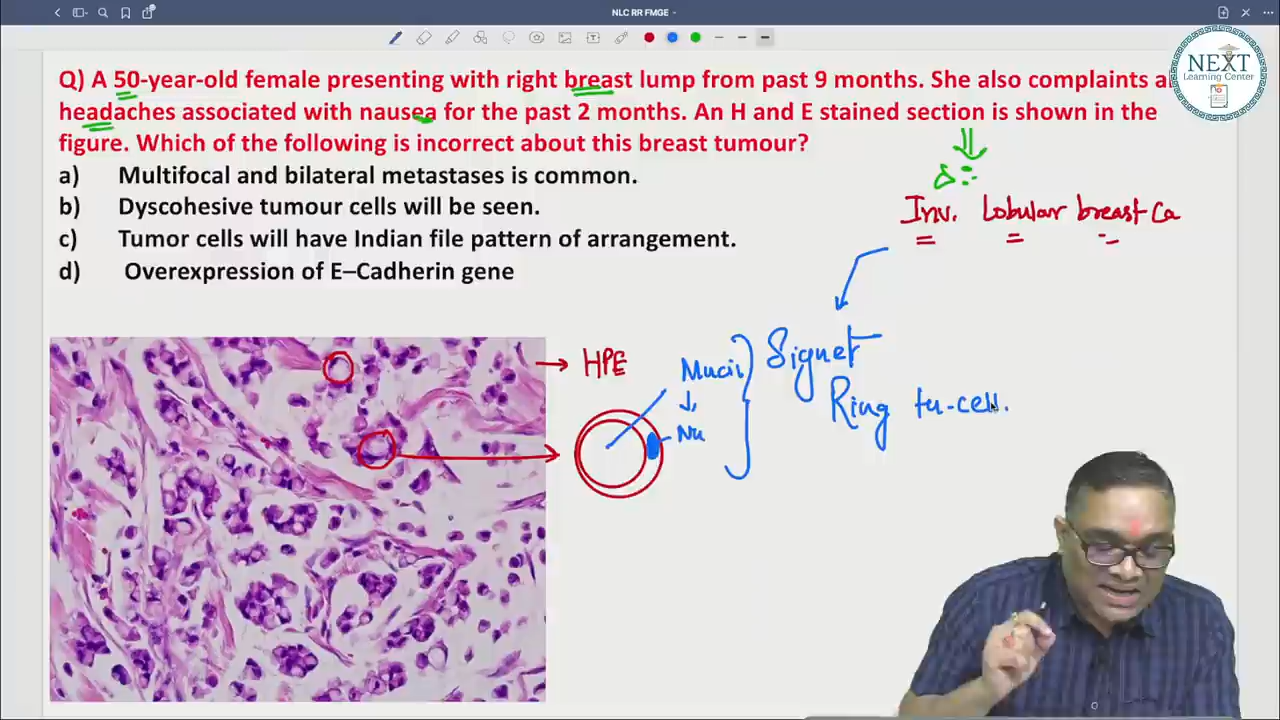 NLC RR FMGE
NEXT
Learning Center
Q) A 50-year-old female presenting with right breast lump from past 9 months. She also complaints a
headaches associated with nausea for the past 2 months. An H and E stained section is shown in the
figure. Which of the following is incorrect about this breast tumour?
a) Multifocal and bilateral metastases is common.
b) Dyscohesive tumour cells will be seen.
c) Tumor cells will have Indian file pattern of arrangement.
d) Overexpression of E–Cadherin gene
Inv. Lobular breast Ca
HPE
Mucin
Nu
Signet
Ring tu-cell.